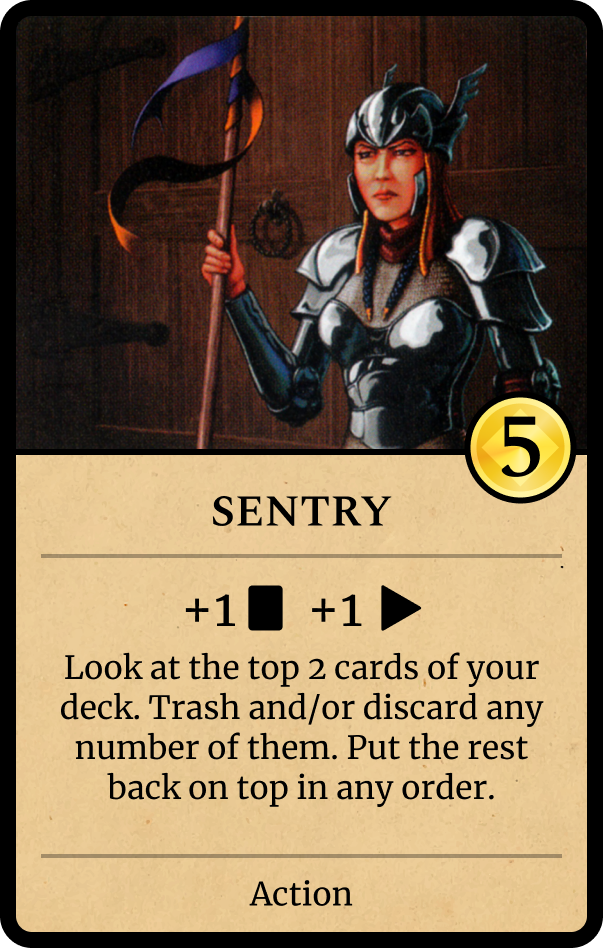 5
SENTRY
+1 +1
Look at the top 2 cards of your
deck. Trash and/or discard any
number of them. Put the rest
back on top in any order.
Action